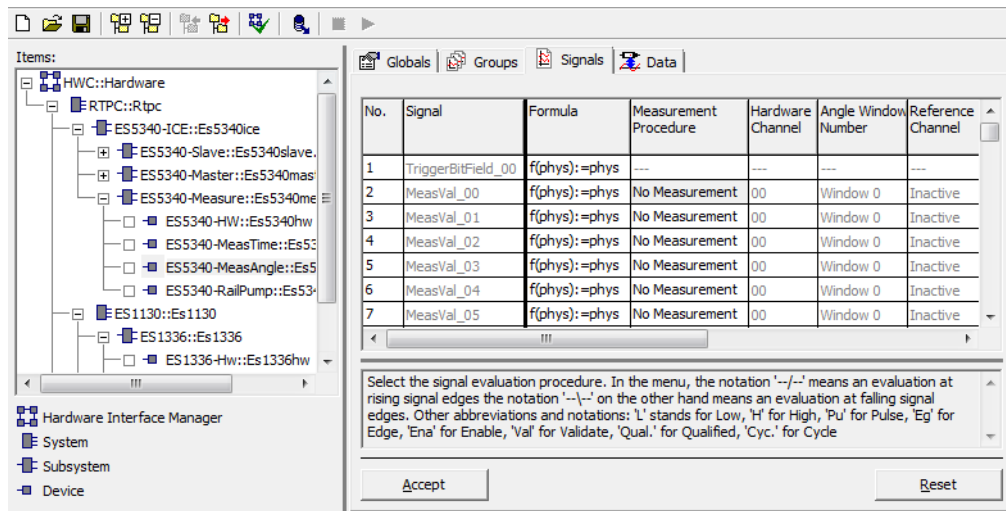 Items:
HWC::Hardware
RTPC::Rtpc
ES5340-ICE::Es5340ice
ES5340-Slave::Es5340slave.
ES5340-Master::Es5340mas
ES5340-Measure::Es5340me
ES5340-HW::Es5340hw
ES5340-MeasTime::Es53
ES5340-MeasAngle::Es5
ES5340-RailPump::Es534
ES1130::Es1130
ES1336::Es1336
ES1336-Hw::Es1336hw
Hardware Interface Manager
System
Subsystem
Device
Globals Groups Signals Data
No. Signal Formula Measurement Procedure Hardware Channel Angle Window Number Reference Channel
1 TriggerBitField_00 f(phys):=phys --- --- --- ---
2 MeasVal_00 f(phys):=phys No Measurement 00 Window 0 Inactive
3 MeasVal_01 f(phys):=phys No Measurement 00 Window 0 Inactive
4 MeasVal_02 f(phys):=phys No Measurement 00 Window 0 Inactive
5 MeasVal_03 f(phys):=phys No Measurement 00 Window 0 Inactive
6 MeasVal_04 f(phys):=phys No Measurement 00 Window 0 Inactive
7 MeasVal_05 f(phys):=phys No Measurement 00 Window 0 Inactive
Select the signal evaluation procedure. In the menu, the notation '--/--' means an evaluation at
rising signal edges the notation '--\--' on the other hand means an evaluation at falling signal
edges. Other abbreviations and notations: 'L' stands for Low, 'H' for High, 'Pu' for Pulse, 'Eg' for
Edge, 'Ena' for Enable, 'Val' for Validate, 'Qual.' for Qualified, 'Cyc.' for Cycle
Accept Reset